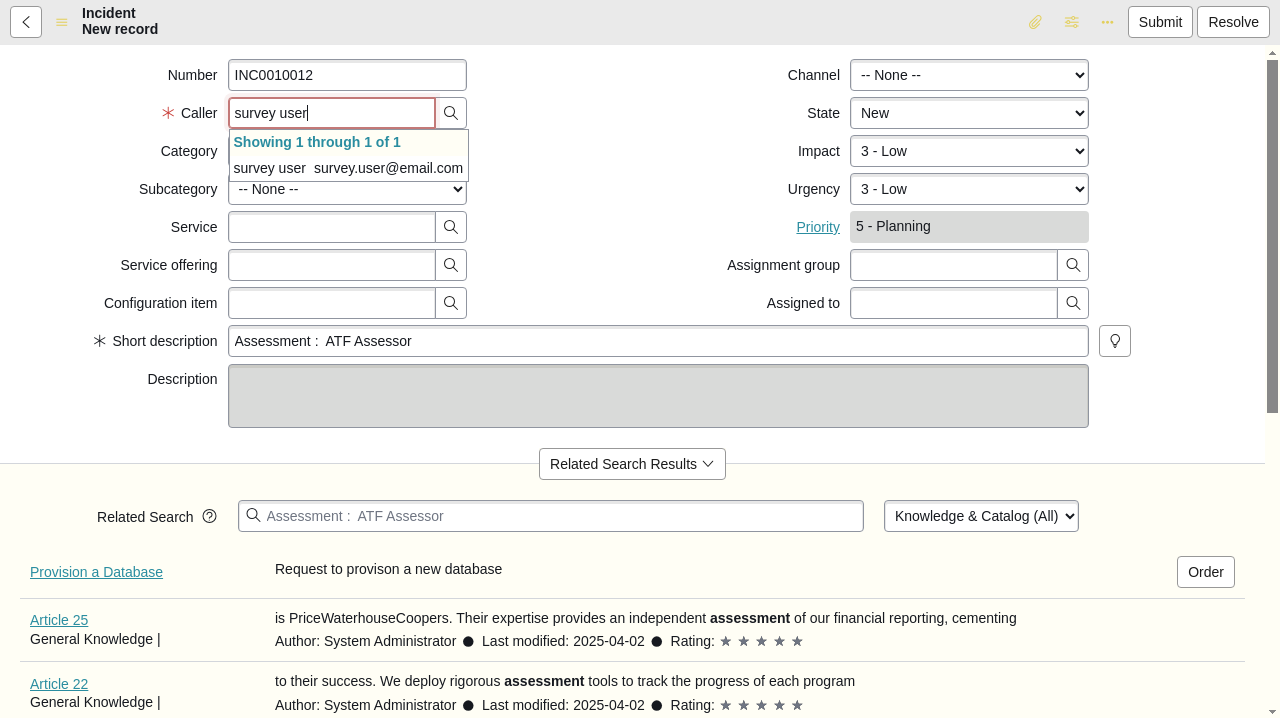 Incident
New record
Submit
Resolve
Number
INC0010012
Channel
-- None --
Caller
survey user
State
New
Showing 1 through 1 of 1
survey user survey.user@email.com
Category
Impact
3 - Low
Subcategory
-- None --
Urgency
3 - Low
Service
Priority
5 - Planning
Service offering
Assignment group
Configuration item
Assigned to
Short description
Assessment :  ATF Assessor
Description
Related Search Results
Related Search
Assessment :  ATF Assessor
Knowledge & Catalog (All)
Provision a Database
Request to provison a new database
Order
Article 25
General Knowledge |
is PriceWaterhouseCoopers. Their expertise provides an independent assessment of our financial reporting, cementing
Author: System Administrator ● Last modified: 2025-04-02 ● Rating: ★ ★ ★ ★ ★
Article 22
General Knowledge |
to their success. We deploy rigorous assessment tools to track the progress of each program
Author: System Administrator ● Last modified: 2025-04-02 ● Rating: ★ ★ ★ ★ ★